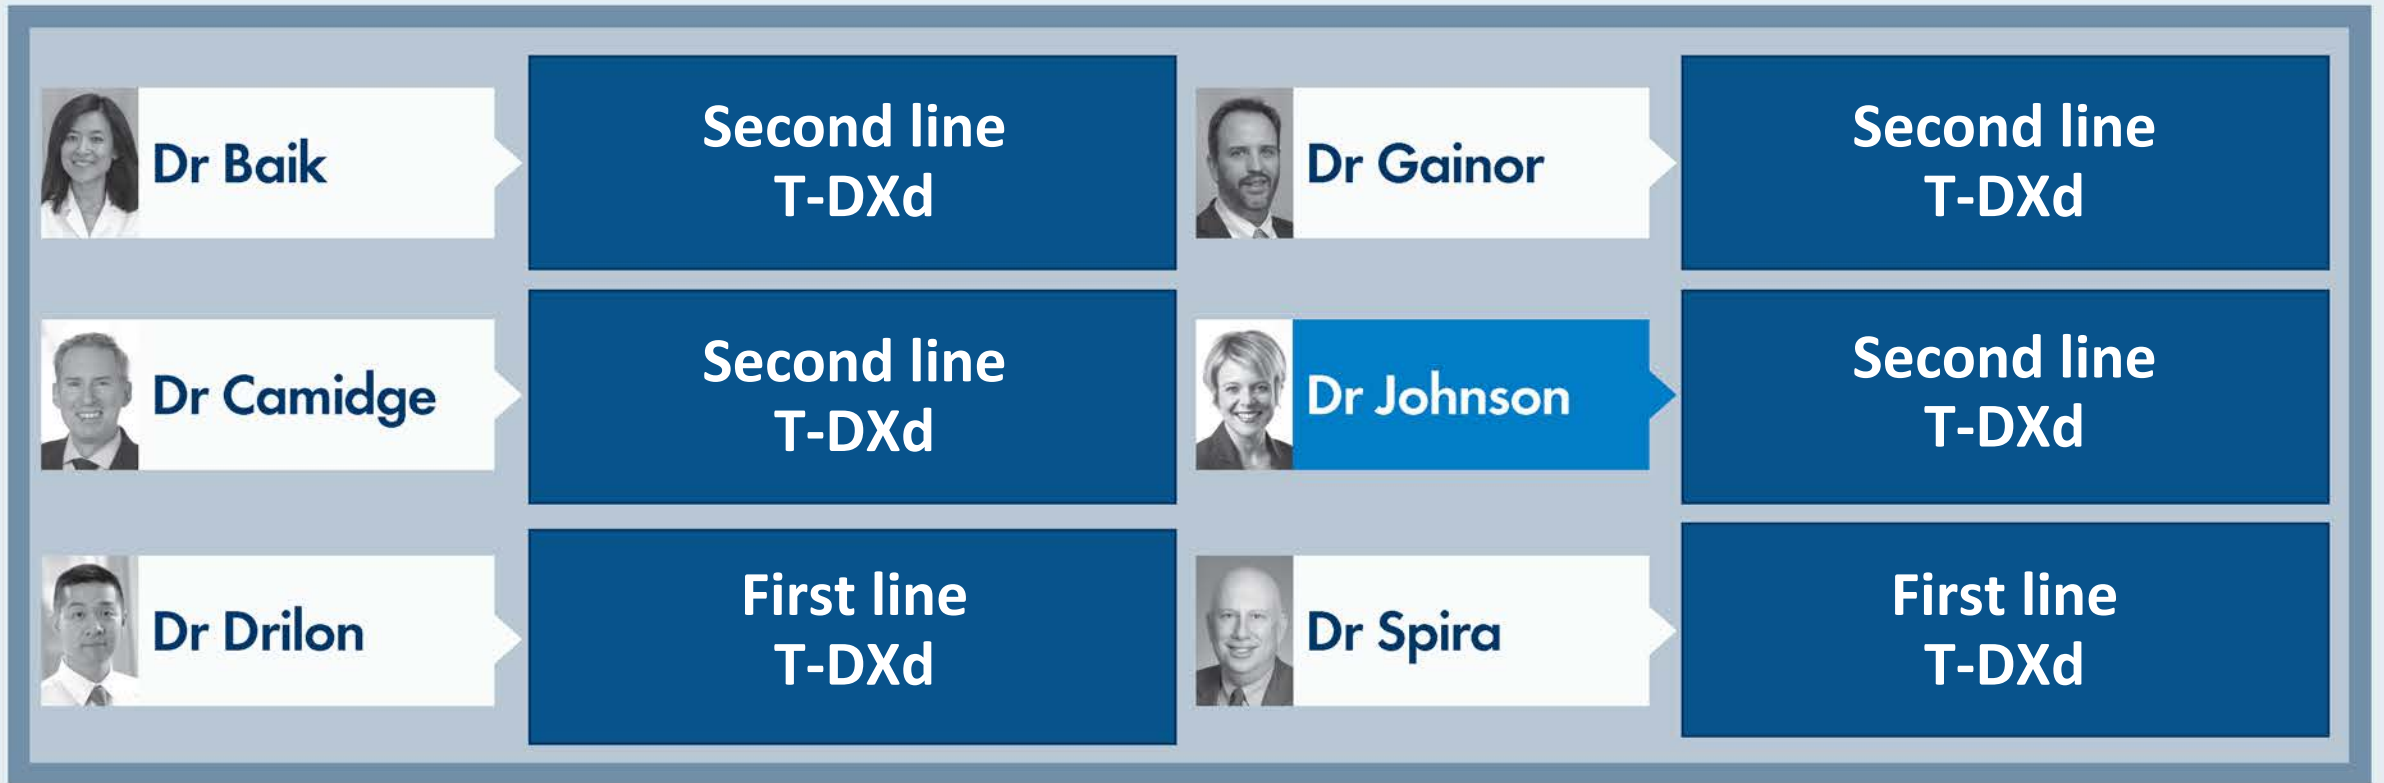 Dr Baik
Second line
T-DXd
Dr Gainor
Second line
T-DXd
Dr Camidge
Second line
T-DXd
Dr Johnson
Second line
T-DXd
Dr Drilon
First line
T-DXd
Dr Spira
First line
T-DXd